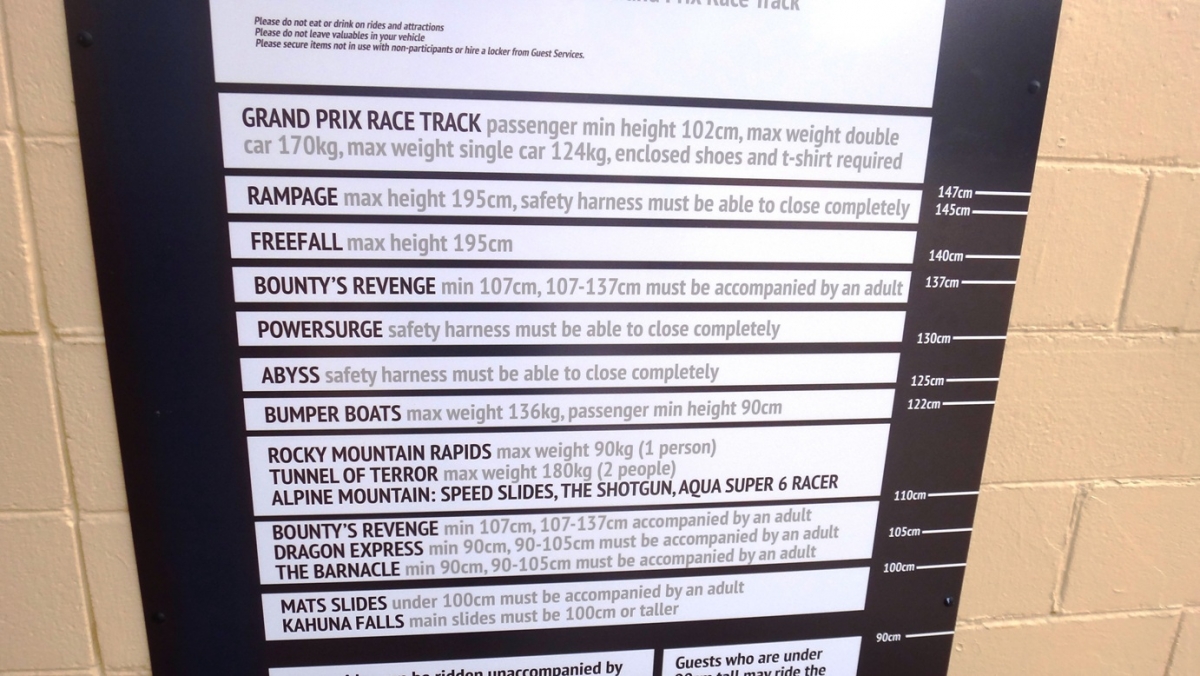 Prix Race Track
Please do not eat or drink on rides and attractions
Please do not leave valuables in your vehicle
Please secure items not in use with non-participants or hire a locker from Guest Services.
GRAND PRIX RACE TRACK passenger min height 102cm, max weight double
car 170kg, max weight single car 124kg, enclosed shoes and t-shirt required
147cm
RAMPAGE max height 195cm, safety harness must be able to close completely
145cm
FREEFALL max height 195cm
140cm
BOUNTY'S REVENGE min 107cm, 107-137cm must be accompanied by an adult
137cm
POWERSURGE safety harness must be able to close completely
130cm
ABYSS safety harness must be able to close completely
125cm
BUMPER BOATS max weight 136kg, passenger min height 90cm
122cm
ROCKY MOUNTAIN RAPIDS max weight 90kg (1 person)
TUNNEL OF TERROR max weight 180kg (2 people)
ALPINE MOUNTAIN: SPEED SLIDES, THE SHOTGUN, AQUA SUPER 6 RACER
110cm
BOUNTY'S REVENGE min 107cm, 107-137cm accompanied by an adult
DRAGON EXPRESS min 90cm, 90-105cm must be accompanied by an adult
105cm
THE BARNACLE min 90cm, 90-105cm must be accompanied by an adult
100cm
MATS SLIDES under 100cm must be accompanied by an adult
KAHUNA FALLS main slides must be 100cm or taller
90cm
be ridden unaccompanied by
Guests who are under
tall may ride the